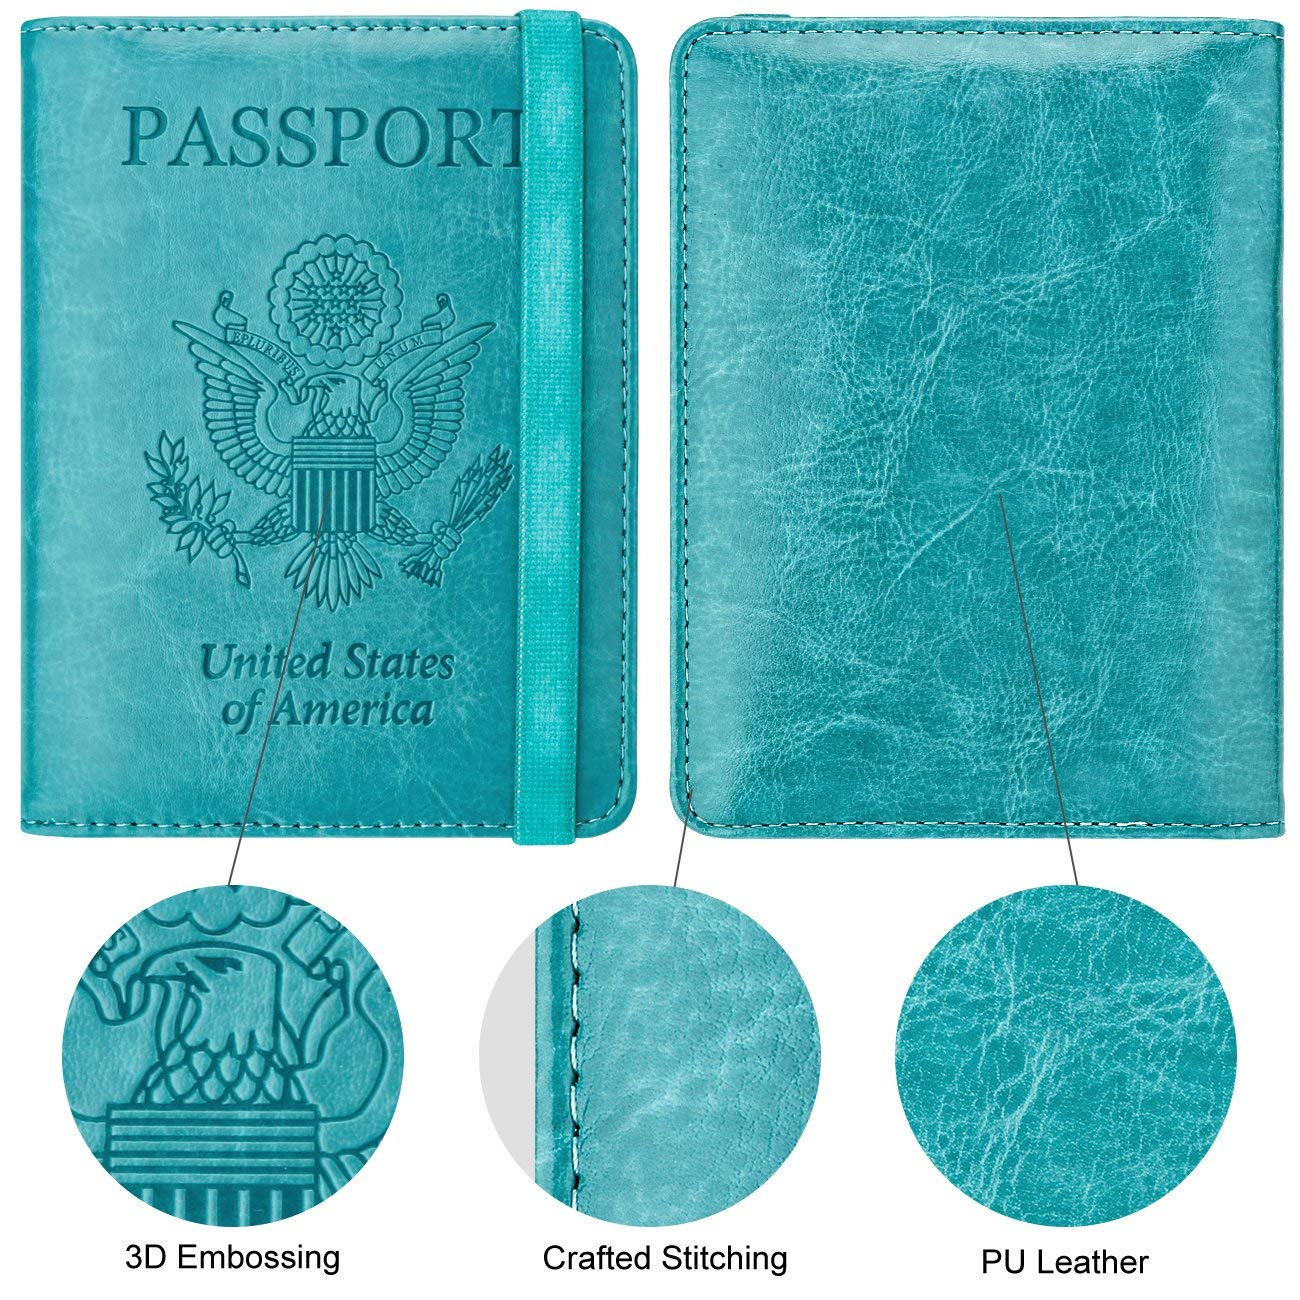 PASSPORT
E PLURIBUS UNUM
United States
of America
3D Embossing
Crafted Stitching
PU Leather